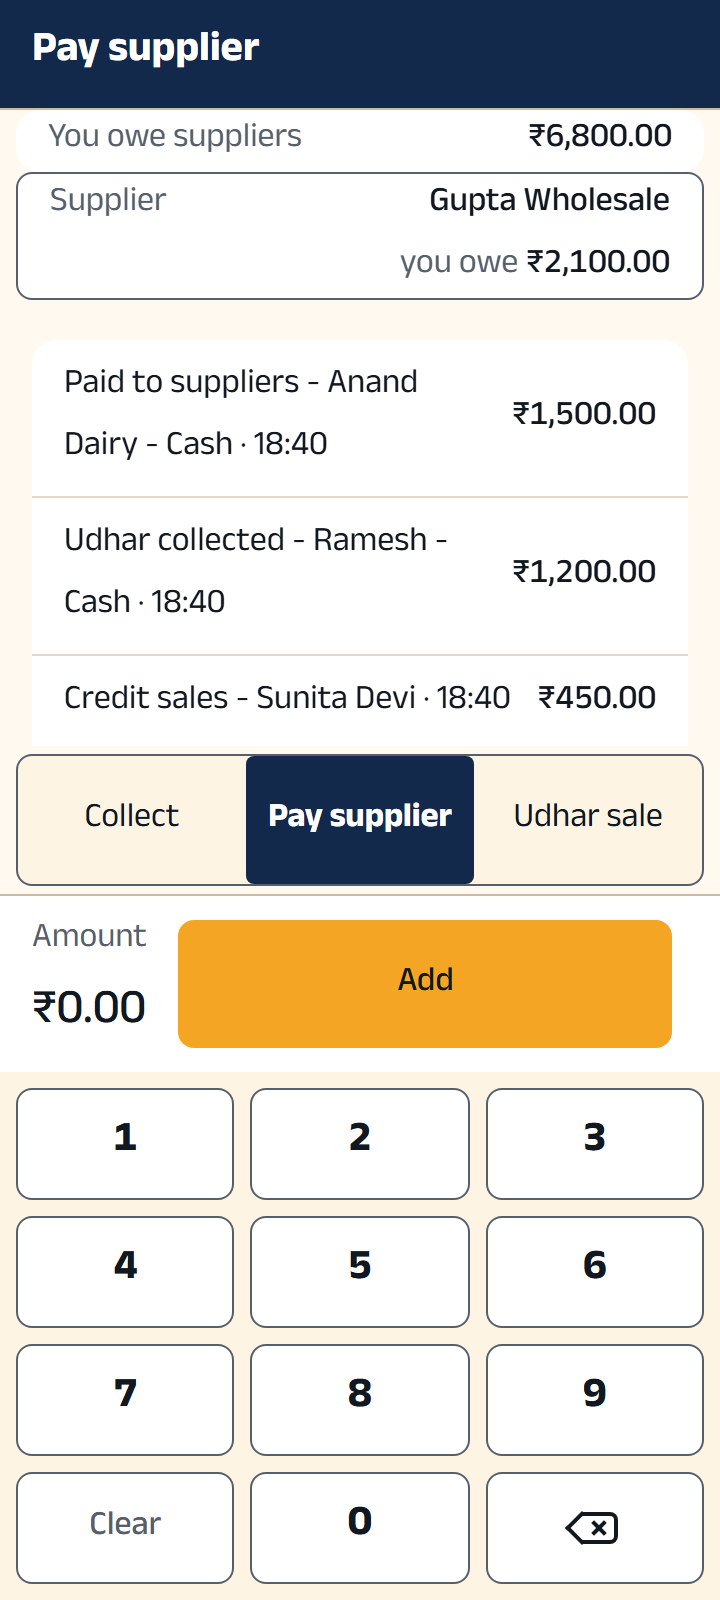 Pay supplier
You owe suppliers ₹6,800.00
Supplier Gupta Wholesale
you owe ₹2,100.00
Paid to suppliers - Anand
Dairy - Cash · 18:40 ₹1,500.00
Udhar collected - Ramesh -
Cash · 18:40 ₹1,200.00
Credit sales - Sunita Devi · 18:40 ₹450.00
Collect Pay supplier Udhar sale
Amount
₹0.00
Add
1 2 3
4 5 6
7 8 9
Clear 0